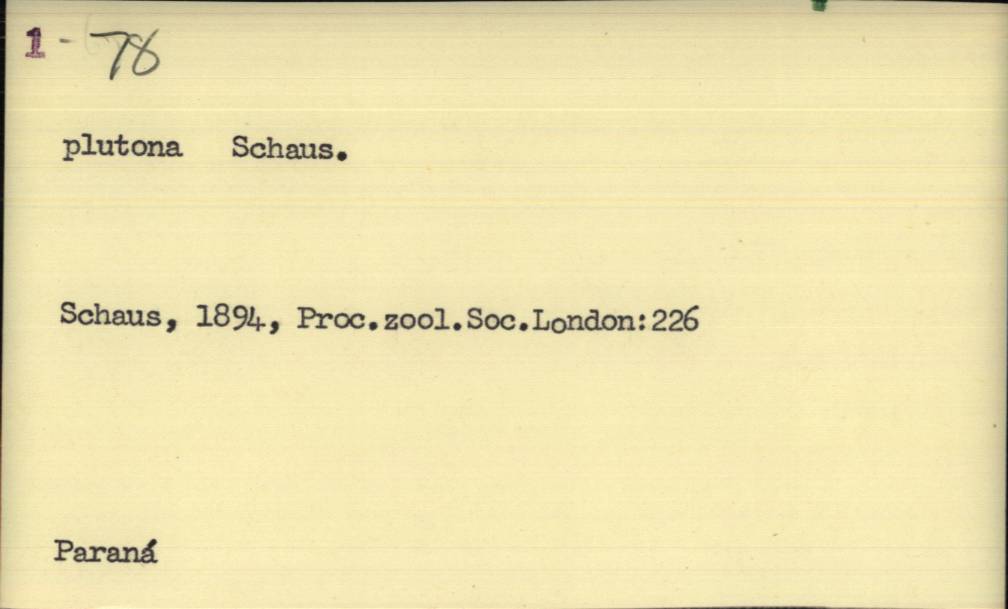 1 - 78
plutona Schaus.
Schaus, 1894, Proc.zool.Soc.London:226
Paraná